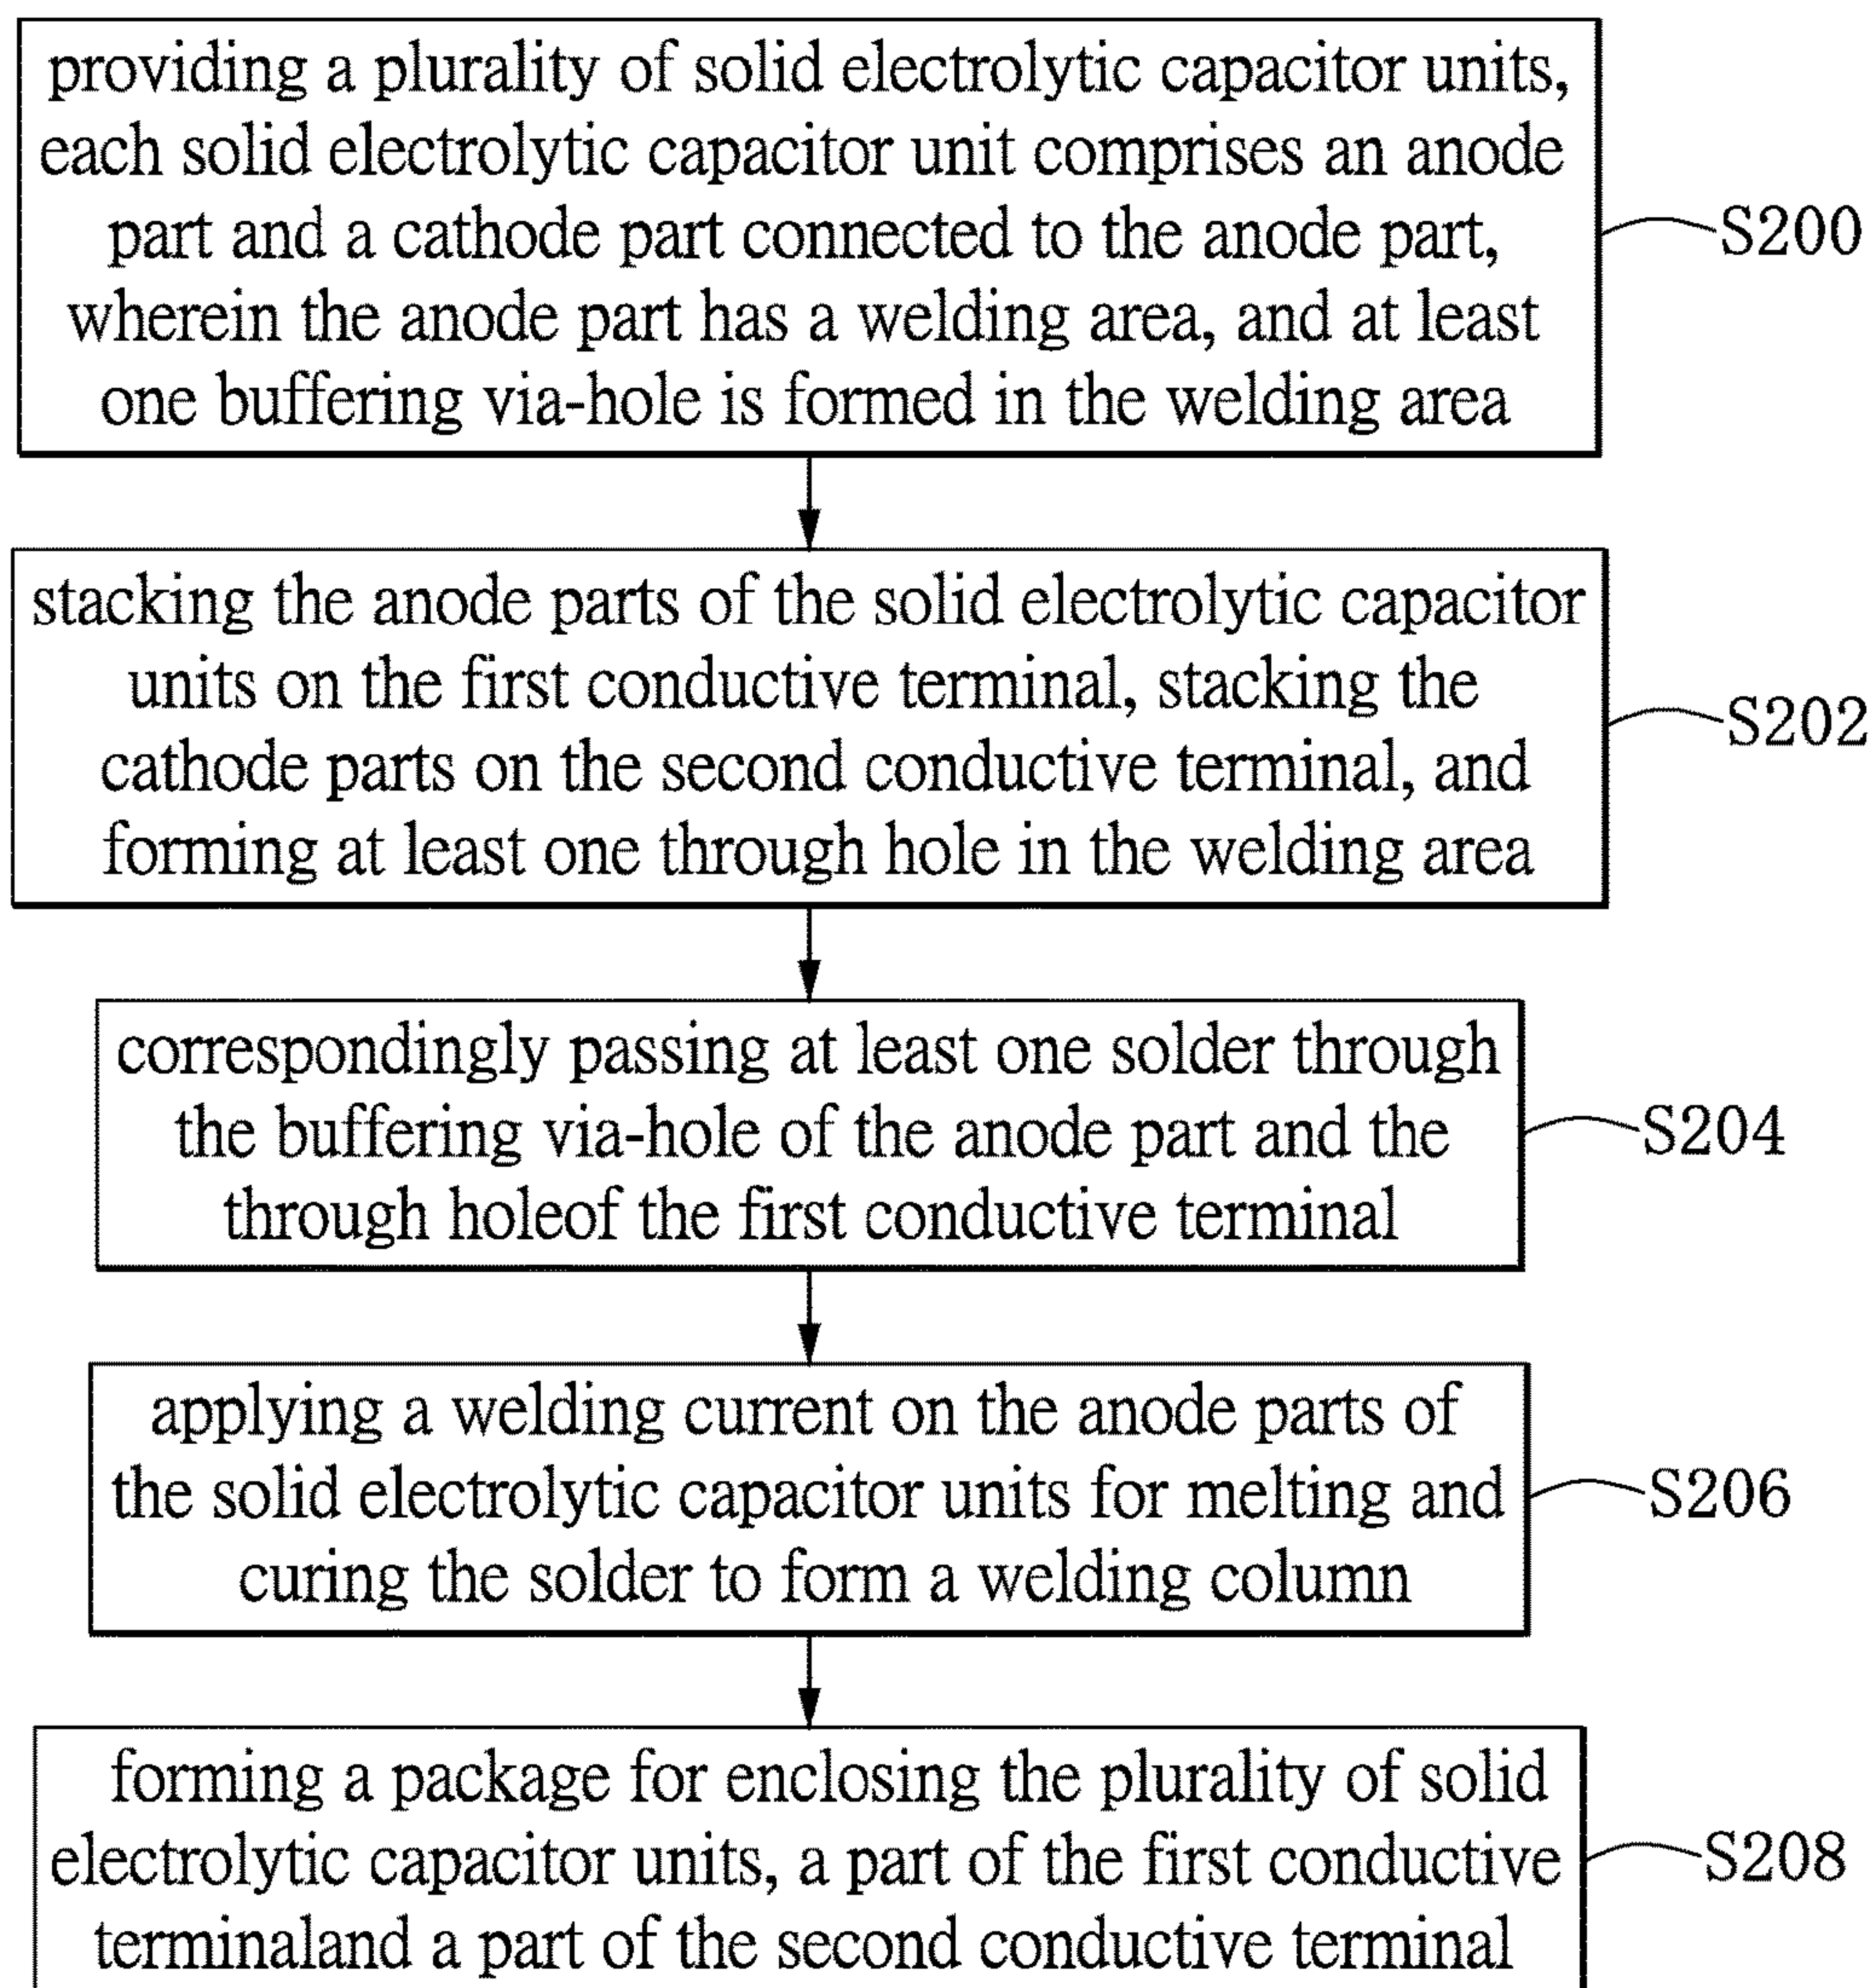 providing a plurality of solid electrolytic capacitor units,
each solid electrolytic capacitor unit comprises an anode
part and a cathode part connected to the anode part,
wherein the anode part has a welding area, and at least
one buffering via-hole is formed in the welding area
S200
stacking the anode parts of the solid electrolytic capacitor
units on the first conductive terminal, stacking the
cathode parts on the second conductive terminal, and
forming at least one through hole in the welding area
S202
correspondingly passing at least one solder through
the buffering via-hole of the anode part and the
through holeof the first conductive terminal
S204
applying a welding current on the anode parts of
the solid electrolytic capacitor units for melting and
curing the solder to form a welding column
S206
forming a package for enclosing the plurality of solid
electrolytic capacitor units, a part of the first conductive
terminaland a part of the second conductive terminal
S208